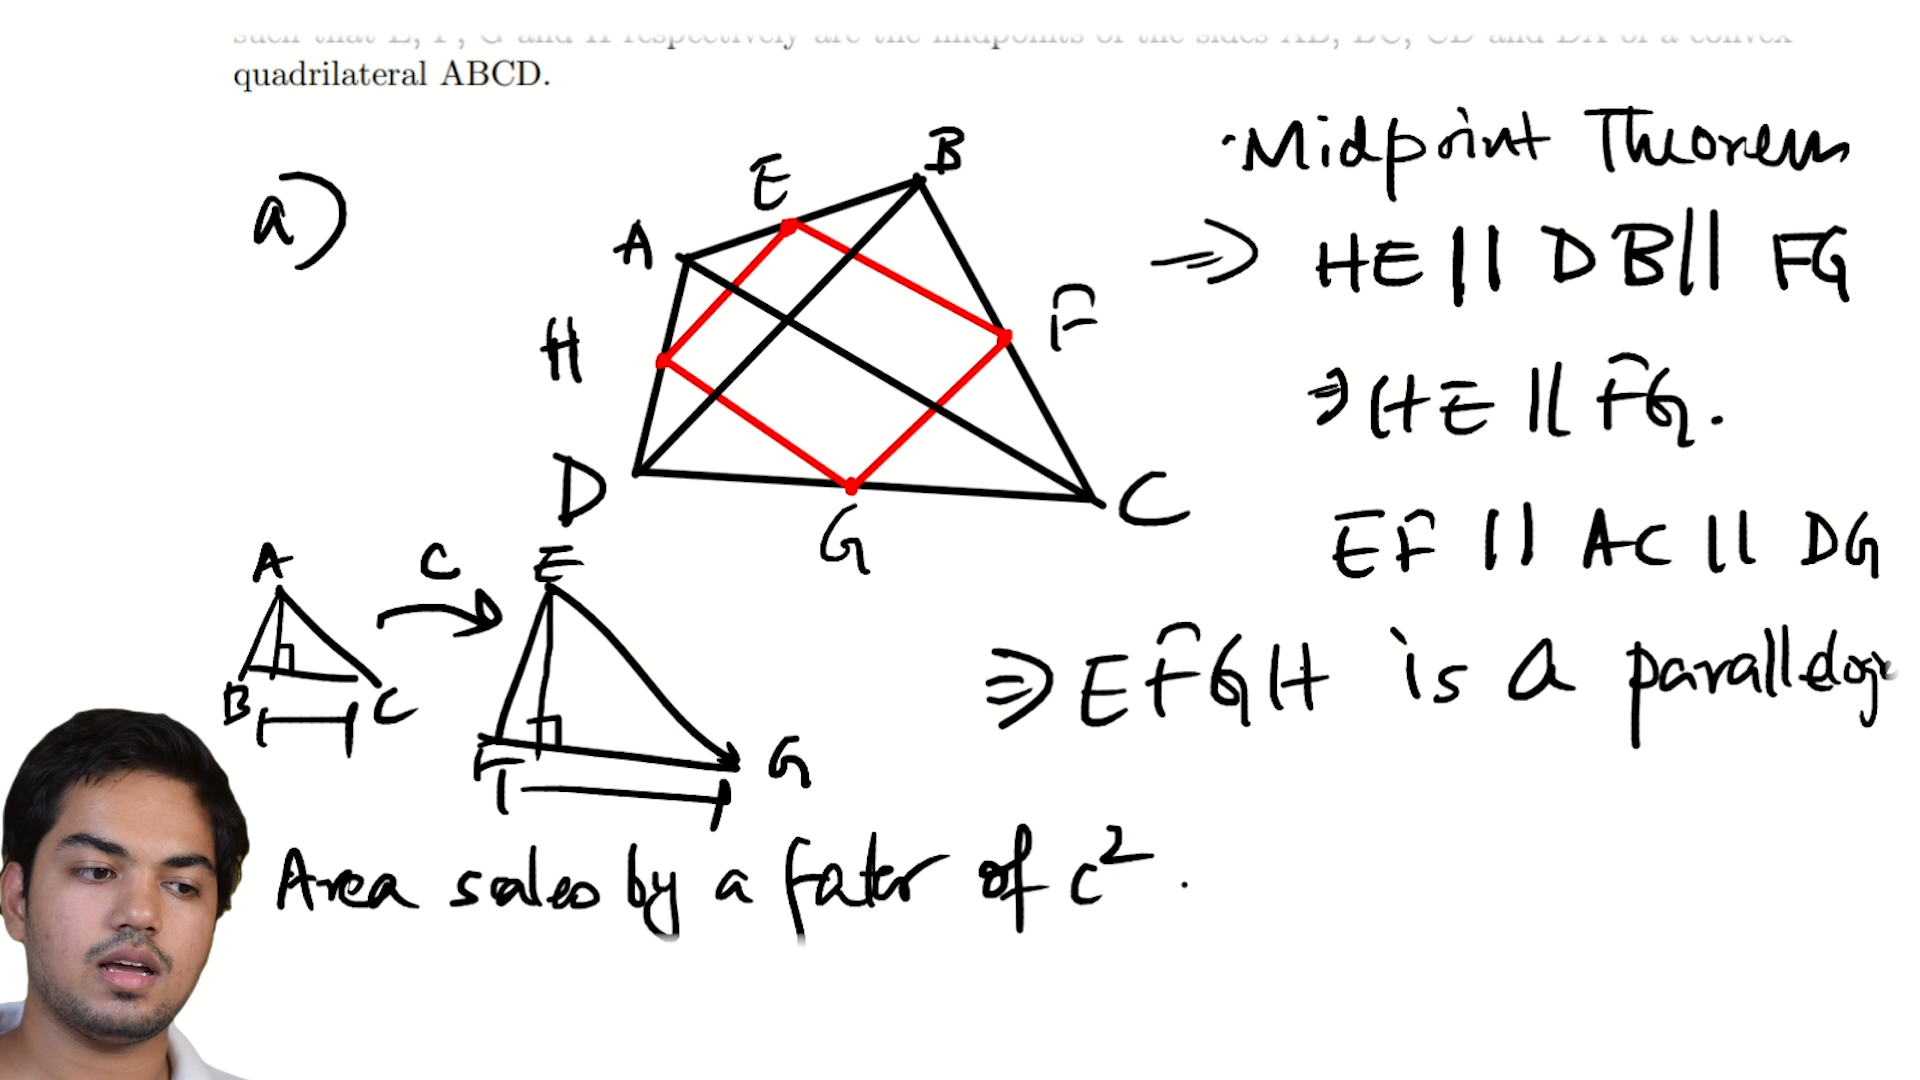 quadrilateral ABCD.
a)
A
E
B
H
F
D
G
C
· Midpoint Theorem
⇒ HE || DB || FG
⇒ HE || FG.
EF || AC || DG
⇒ EFGH is a
A
B
C
C
E
F
G
Area scales by a factor of c².